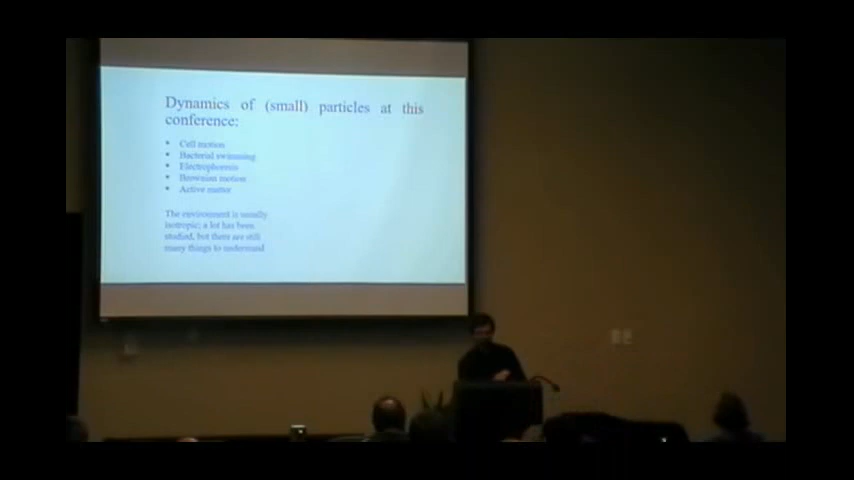 Dynamics of (small) particles at this
conference:
• Cell motion
• Bacterial swimming
• Electrophoresis
• Brownian motion
• Active matter
The environment is usually
isotropic; a lot has been
studied, but there are still
many things to understand